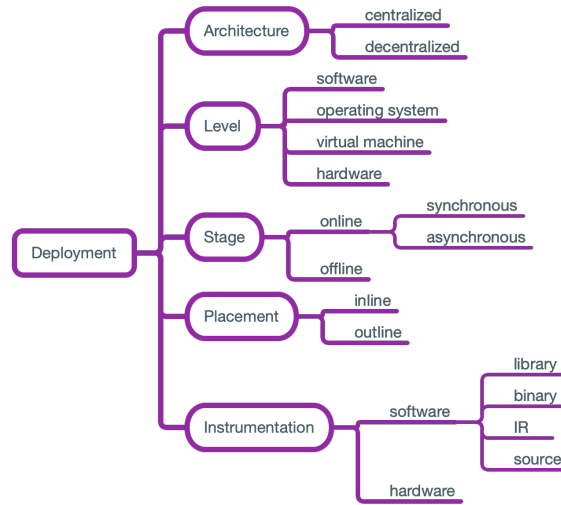 Deployment
Architecture
centralized
decentralized
Level
software
operating system
virtual machine
hardware
Stage
online
synchronous
asynchronous
offline
Placement
inline
outline
Instrumentation
software
library
binary
IR
source
hardware